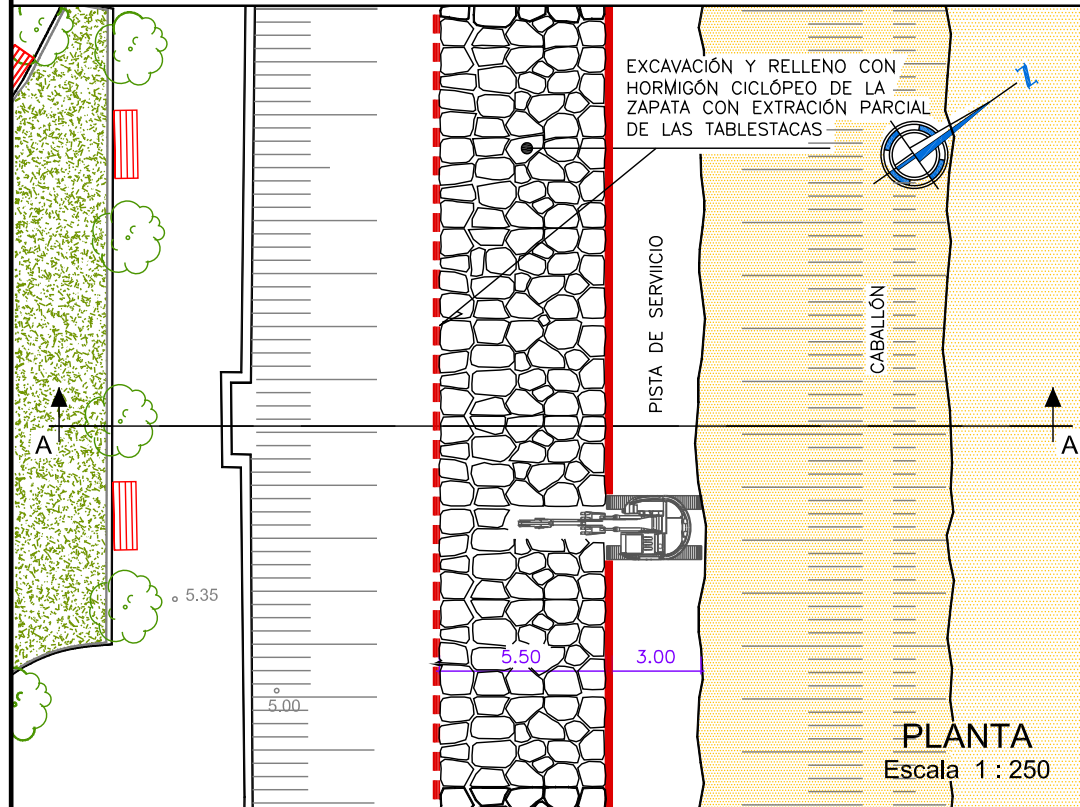 EXCAVACIÓN Y RELLENO CON
HORMIGÓN CICLÓPEO DE LA
ZAPATA CON EXTRACIÓN PARCIAL
DE LAS TABLESTACAS
N
PISTA DE SERVIICIO
CABALLÓN
A
A
5.35
5.00
5.50
3.00
PLANTA
Escala 1 : 250